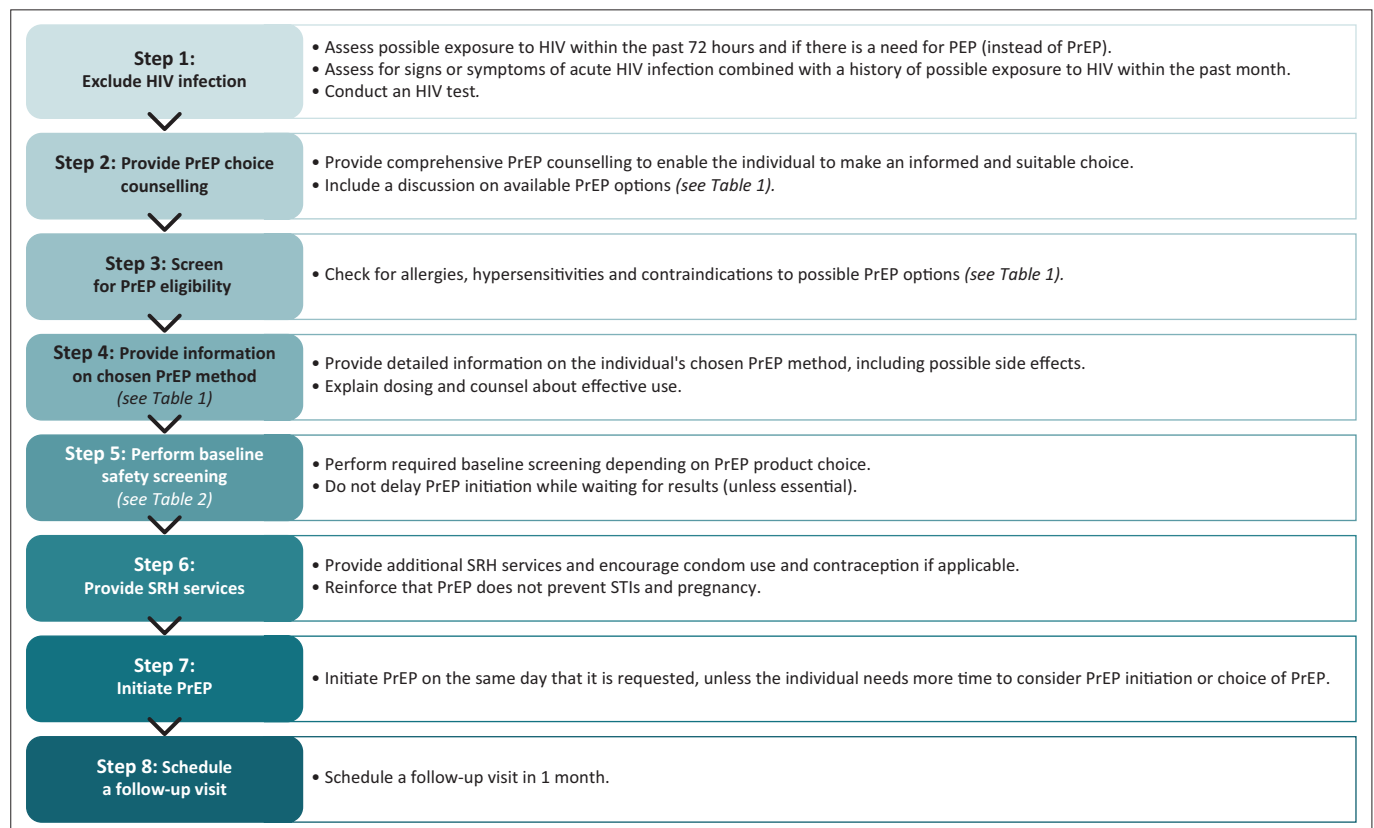 Step 1:
Exclude HIV infection
• Assess possible exposure to HIV within the past 72 hours and if there is a need for PEP (instead of PrEP).
• Assess for signs or symptoms of acute HIV infection combined with a history of possible exposure to HIV within the past month.
• Conduct an HIV test.
Step 2: Provide PrEP choice
counselling
• Provide comprehensive PrEP counselling to enable the individual to make an informed and suitable choice.
• Include a discussion on available PrEP options (see Table 1).
Step 3: Screen
for PrEP eligibility
• Check for allergies, hypersensitivities and contraindications to possible PrEP options (see Table 1).
Step 4: Provide information
on chosen PrEP method
(see Table 1)
• Provide detailed information on the individual's chosen PrEP method, including possible side effects.
• Explain dosing and counsel about effective use.
Step 5: Perform baseline
safety screening
(see Table 2)
• Perform required baseline screening depending on PrEP product choice.
• Do not delay PrEP initiation while waiting for results (unless essential).
Step 6:
Provide SRH services
• Provide additional SRH services and encourage condom use and contraception if applicable.
• Reinforce that PrEP does not prevent STIs and pregnancy.
Step 7:
Initiate PrEP
• Initiate PrEP on the same day that it is requested, unless the individual needs more time to consider PrEP initiation or choice of PrEP.
Step 8: Schedule
a follow-up visit
• Schedule a follow-up visit in 1 month.